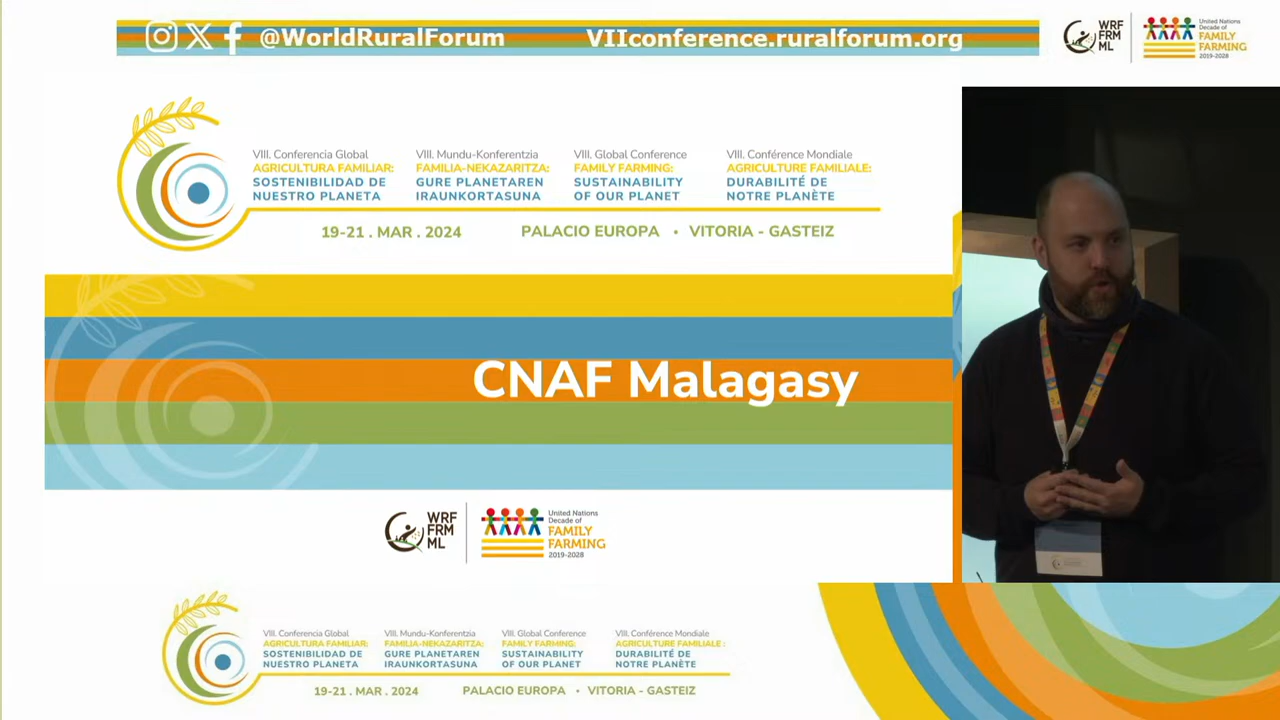 @WorldRuralForum
VIIconference.ruralforum.org
WRF
FRM
ML
United Nations
Decade of
FAMILY
FARMING
2019-2028
VIII. Conferencia Global
AGRICULTURA FAMILIAR:
SOSTENIBILIDAD DE
NUESTRO PLANETA
VIII. Mundu-Konferentzia
FAMILIA-NEKAZARITZA:
GURE PLANETAREN
IRAUNKORTASUNA
VIII. Global Conference
FAMILY FARMING:
SUSTAINABILITY
OF OUR PLANET
VIII. Conférence Mondiale
AGRICULTURE FAMILIALE:
DURABILITÉ DE
NOTRE PLANÈTE
19-21 . MAR . 2024
PALACIO EUROPA • VITORIA - GASTEIZ
CNAF Malagasy
WRF
FRM
ML
United Nations
Decade of
FAMILY
FARMING
2019-2028
VIII. Conferencia Global
AGRICULTURA FAMILIAR:
SOSTENIBILIDAD DE
NUESTRO PLANETA
VIII. Mundu-Konferentzia
FAMILIA-NEKAZARITZA:
GURE PLANETAREN
IRAUNKORTASUNA
VIII. Global Conference
FAMILY FARMING:
SUSTAINABILITY
OF OUR PLANET
VIII. Conférence Mondiale
AGRICULTURE FAMILIALE :
DURABILITÉ DE
NOTRE PLANÈTE
19-21 . MAR . 2024
PALACIO EUROPA • VITORIA - GASTEIZ